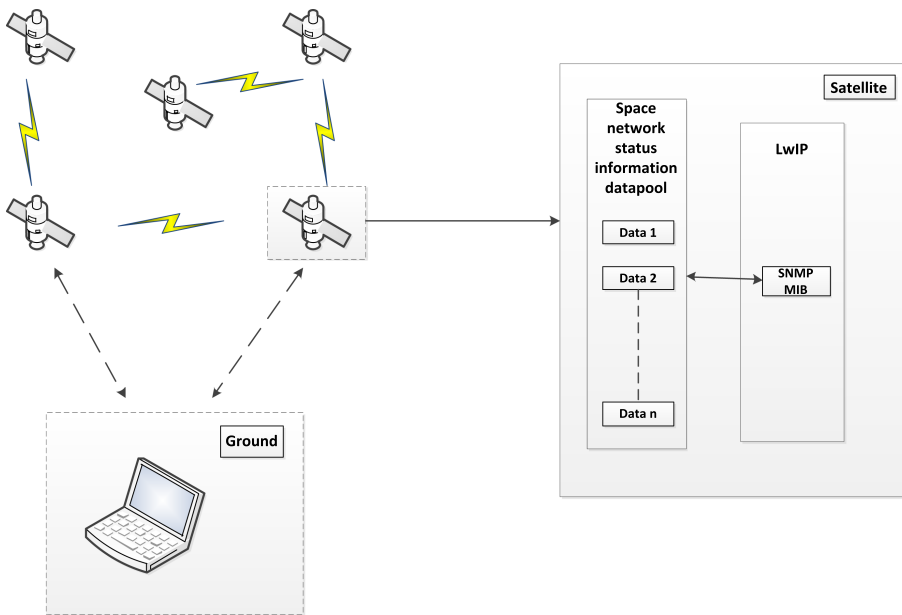 Satellite
Space
network
status
information
datapool
Data 1
Data 2
Data n
LwIP
SNMP
MIB
Ground